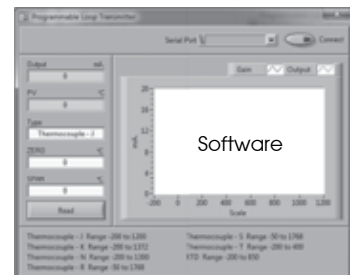 Programmable Loop Transmitter
Serial Port
Connect
Output mA
0
PV °C
0
Type
Thermocouple - J
ZERO °C
0
SPAN °C
0
Read
Gain Output
20-
16-
12-
8-
4-
0-
mA
Software
-200 0 200 400 600 800 1000 1200
Scale
Thermocouple - J Range -200 to 1200
Thermocouple - K Range -200 to 1372
Thermocouple - N Range -200 to 1300
Thermocouple - R Range -50 to 1768
Thermocouple - S Range -50 to 1768
Thermocouple - T Range -200 to 400
RTD Range -200 to 850